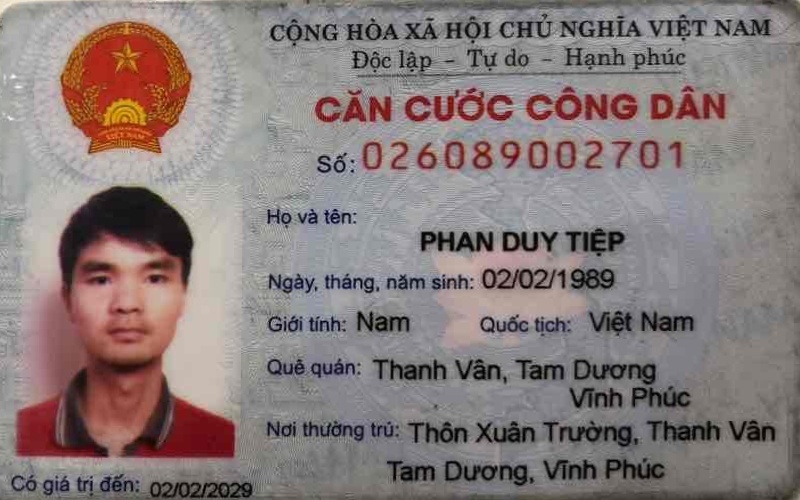 CỘNG HÒA XÃ HỘI CHỦ NGHĨA VIỆT NAM
Độc lập - Tự do - Hạnh phúc
CĂN CƯỚC CÔNG DÂN
Số: 026089002701
Họ và tên:
PHAN DUY TIỆP
Ngày, tháng, năm sinh: 02/02/1989
Giới tính: Nam Quốc tịch: Việt Nam
Quê quán: Thanh Vân, Tam Dương
Vĩnh Phúc
Nơi thường trú: Thôn Xuân Trường, Thanh Vân
Tam Dương, Vĩnh Phúc
Có giá trị đến: 02/02/2029